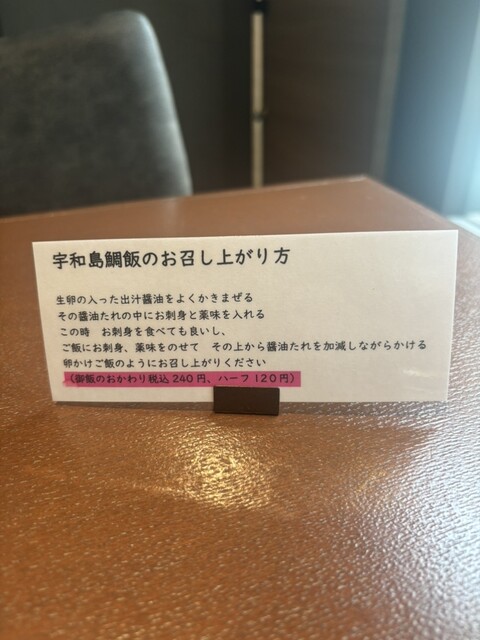 宇和島鯛飯のお召し上がり方
生卵の入った出汁醤油をよくかきまぜる
その醤油たれの中にお刺身と薬味を入れる
この時　お刺身を食べても良いし、
ご飯にお刺身、薬味をのせて　その上から醤油たれを加減しながらかける
卵かけご飯のようにお召し上がりください
（御飯のおかわり税込240円、ハーフ120円）